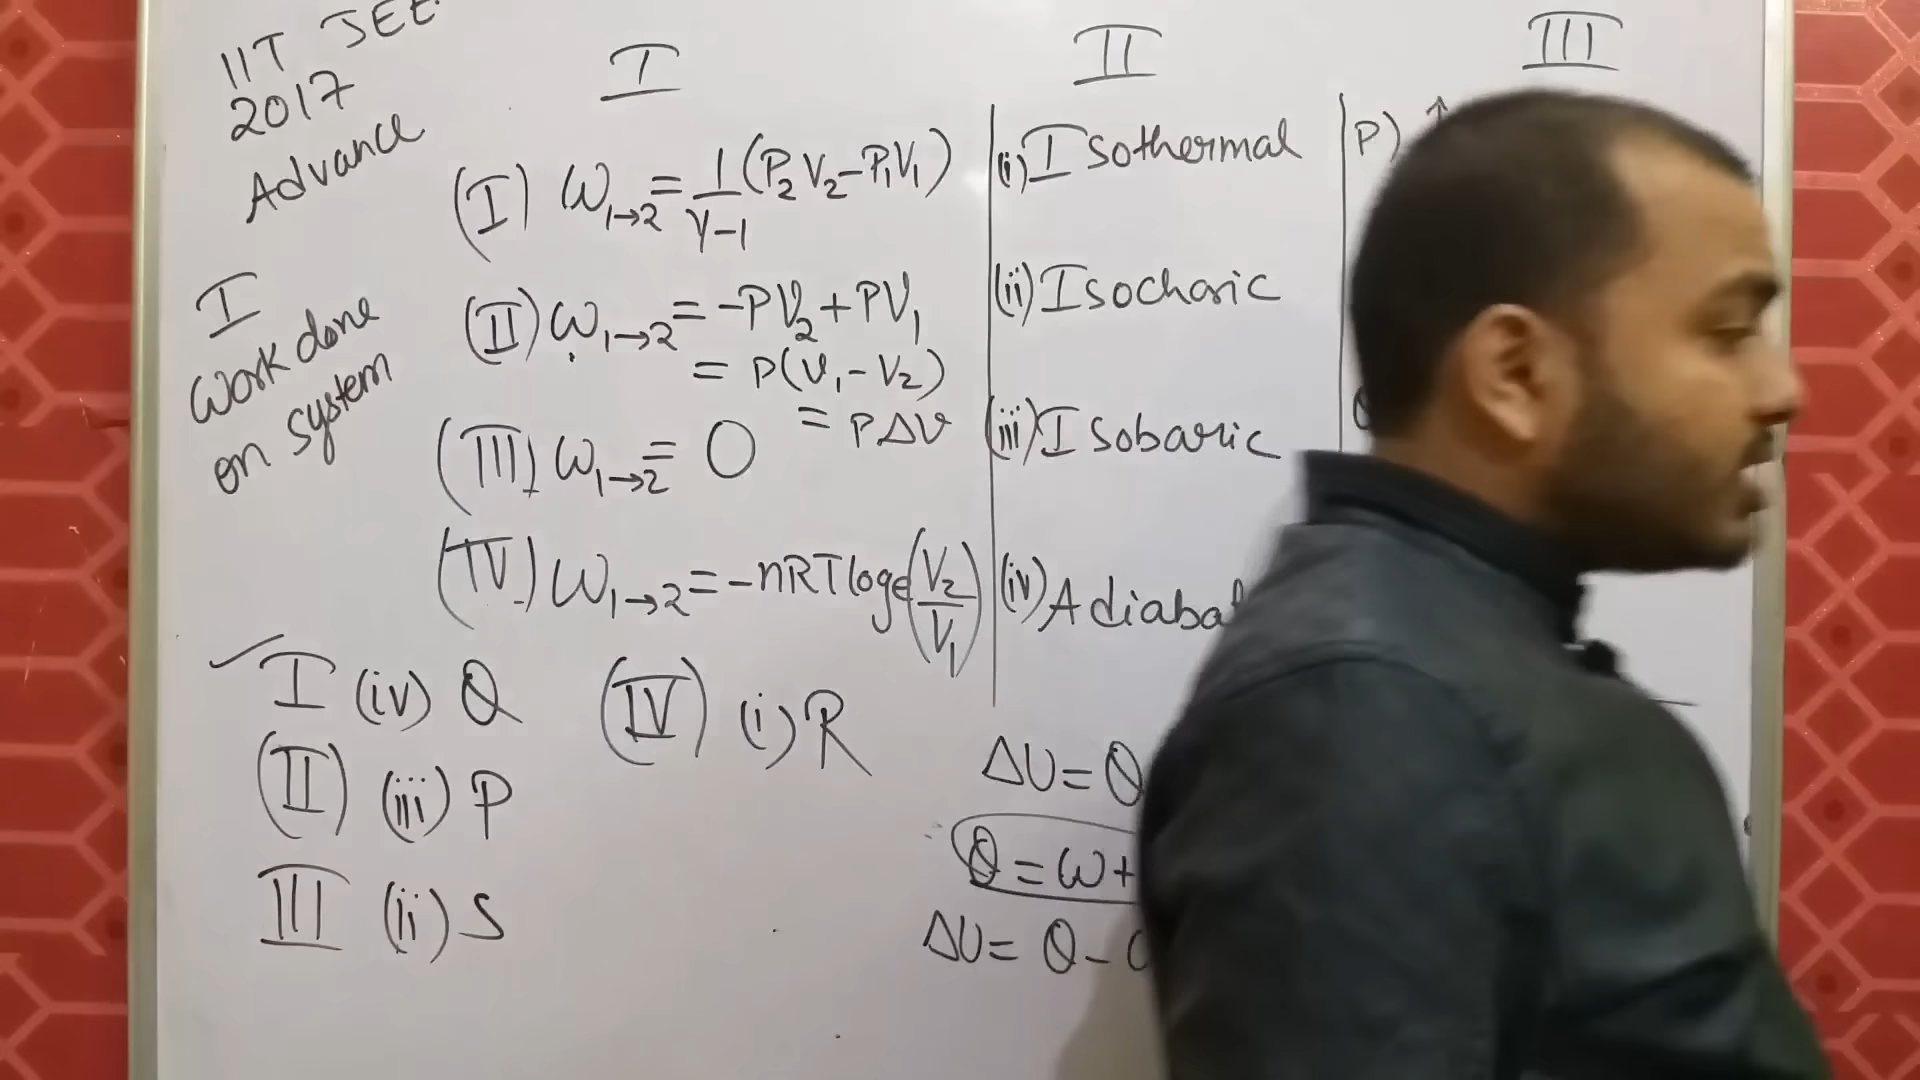 IIT JEE
2017
Advance
I
II
III
(I) W₁→₂ = 1/γ-1 (P₂V₂-P₁V₁)
(i) Isothermal
P)
I
Work done
on system
(II) W₁→₂ = -PV₂+PV₁
= P(V₁-V₂)
= PΔV
(ii) Isochoric
(III) W₁→₂ = 0
(iii) Isobaric
(IV) W₁→₂ = -nRT loge(V₂/V₁)
(iv)
I (iv) Q
(IV) (i) R
(II) (iii) P
III (ii) S
ΔU= Q
Q = W+
ΔU= Q-